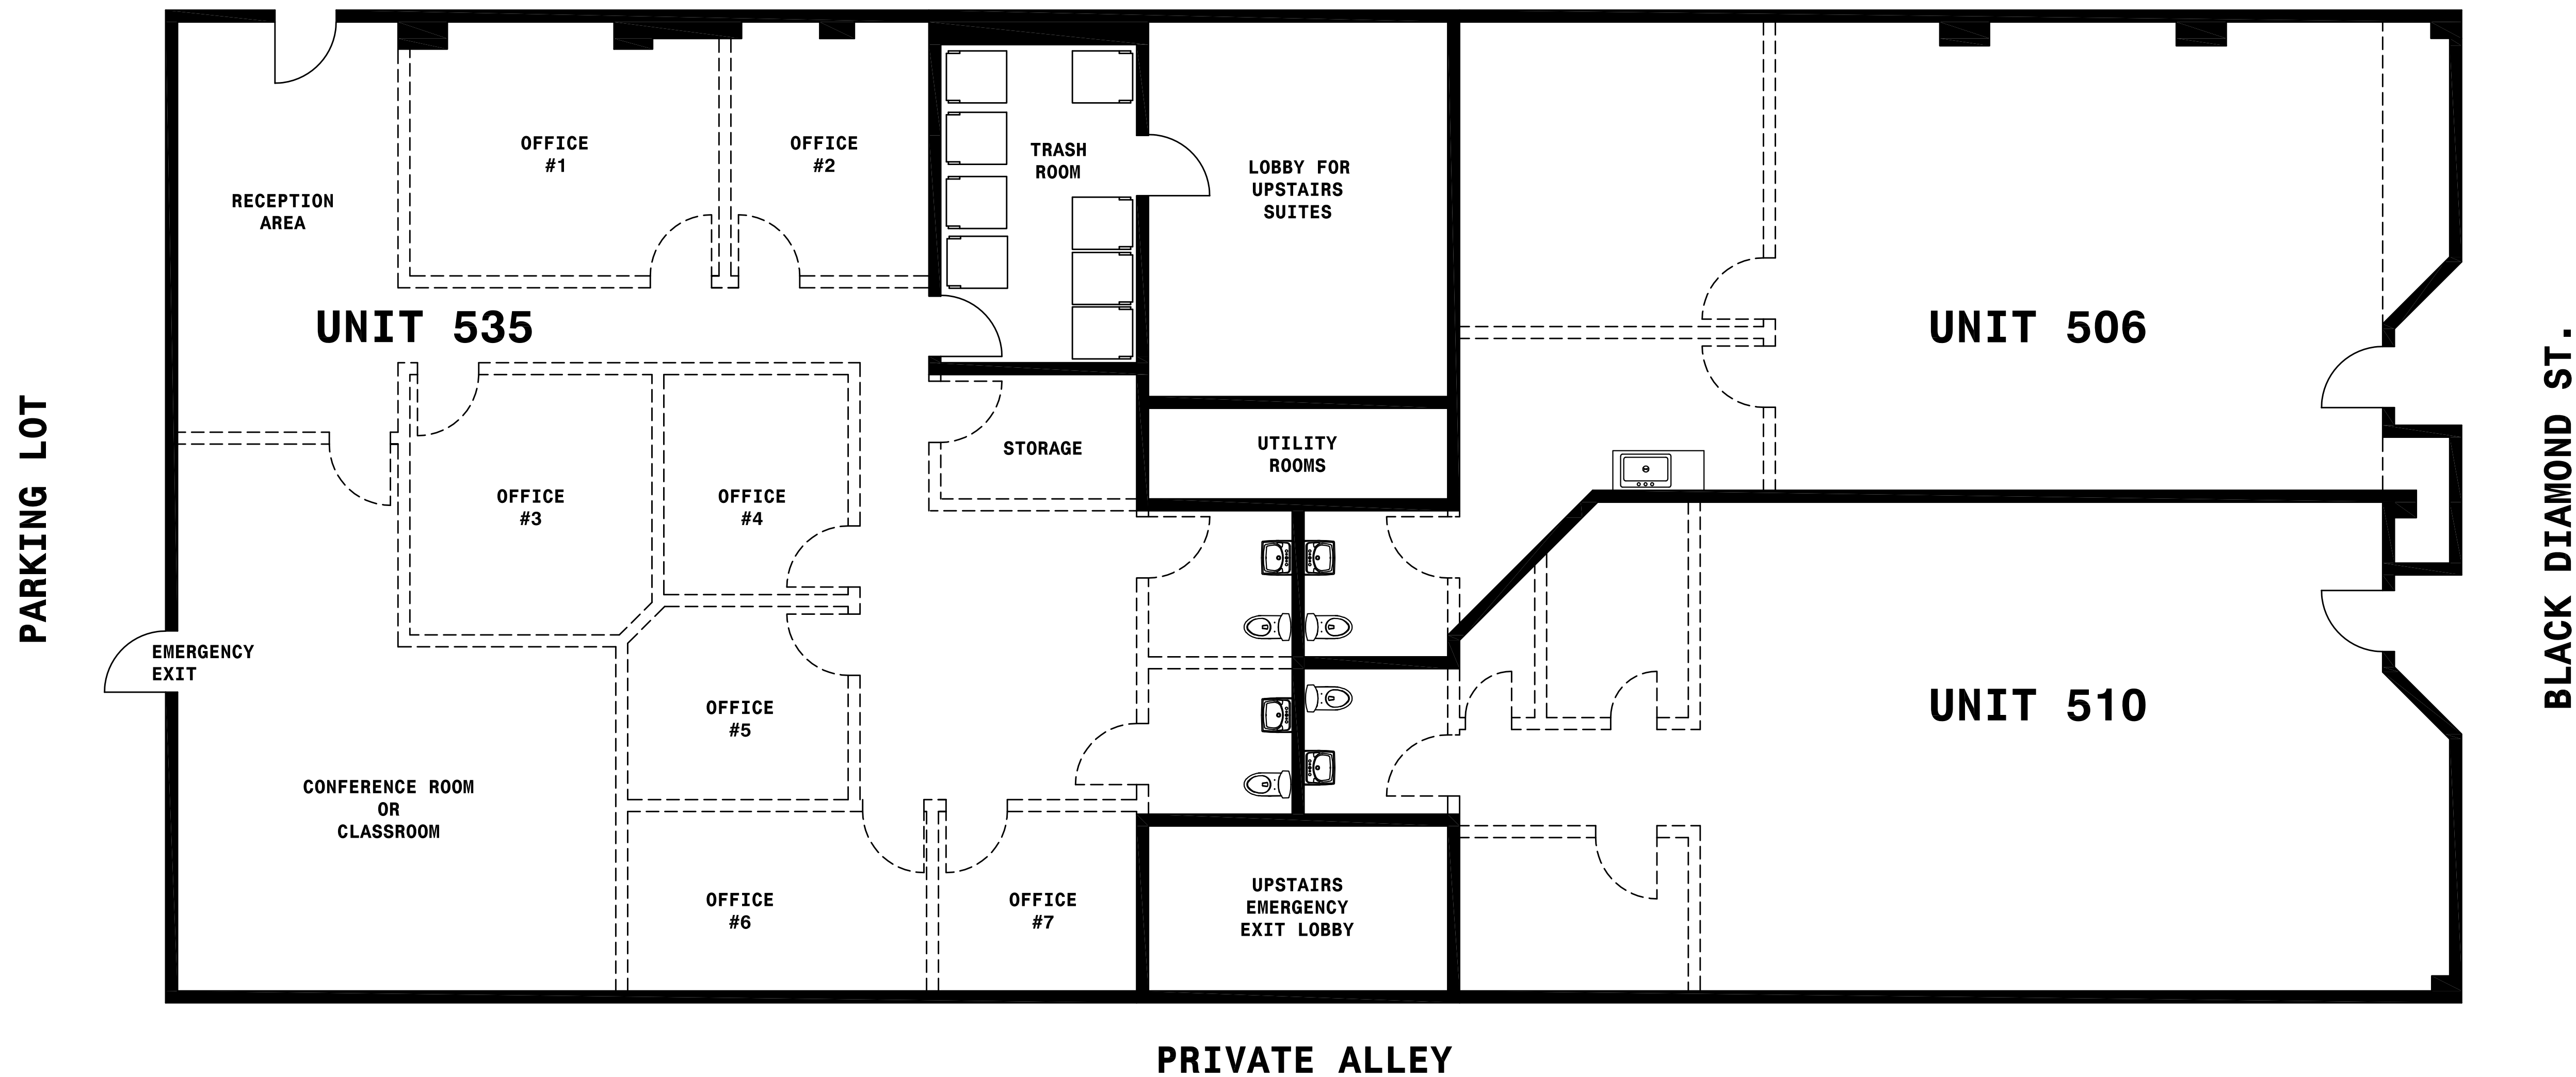 OFFICE
#1
OFFICE
#2
TRASH
ROOM
LOBBY FOR
UPSTAIRS
SUITES
RECEPTION
AREA
UNIT 535
UNIT 506
PARKING LOT
BLACK DIAMOND ST.
STORAGE
UTILITY
ROOMS
OFFICE
#3
OFFICE
#4
EMERGENCY
EXIT
OFFICE
#5
UNIT 510
CONFERENCE ROOM
OR
CLASSROOM
OFFICE
#6
OFFICE
#7
UPSTAIRS
EMERGENCY
EXIT LOBBY
PRIVATE ALLEY